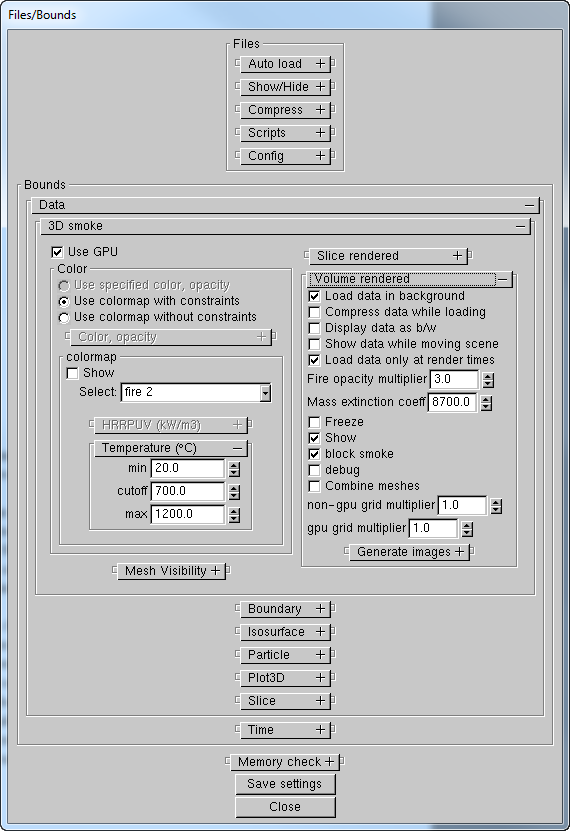 Files/Bounds
Files
Auto load +
Show/Hide +
Compress +
Scripts +
Config +
Bounds
Data −
3D smoke −
Use GPU
Color
Use specified color, opacity
Use colormap with constraints
Use colormap without constraints
Color, opacity +
colormap
Show
Select: fire 2
HRRPUV (kW/m3) +
Temperature (°C) −
min 20.0
cutoff 700.0
max 1200.0
Mesh Visibility +
Slice rendered +
Volume rendered −
Load data in background
Compress data while loading
Display data as b/w
Show data while moving scene
Load data only at render times
Fire opacity multiplier 3.0
Mass extinction coeff 8700.0
Freeze
Show
block smoke
debug
Combine meshes
non-gpu grid multiplier 1.0
gpu grid multiplier 1.0
Generate images +
Boundary +
Isosurface +
Particle +
Plot3D +
Slice +
Time +
Memory check +
Save settings
Close